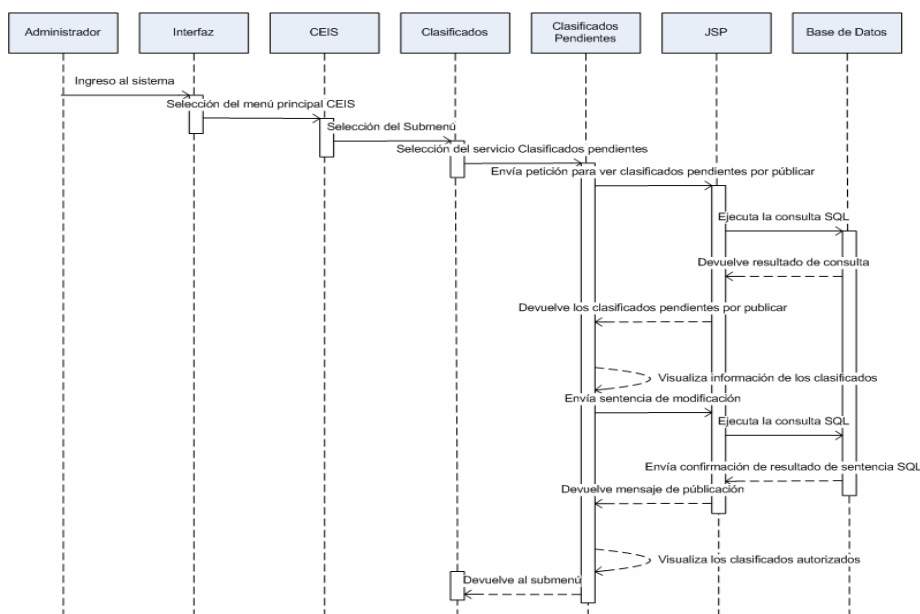 Administrador
Interfaz
CEIS
Clasificados
Clasificados
Pendientes
JSP
Base de Datos
Ingreso al sistema
Selección del menú principal CEIS
Selección del Submenú
Selección del servicio Clasificados pendientes
Envía petición para ver clasificados pendientes por públicar
Ejecuta la consulta SQL
Devuelve resultado de consulta
Devuelve los clasificados pendientes por publicar
Visualiza información de los clasificados
Envía sentencia de modificación
Ejecuta la consulta SQL
Envía confirmación de resultado de sentencia SQL
Devuelve mensaje de públicación
Visualiza los clasificados autorizados
Devuelve al submenú